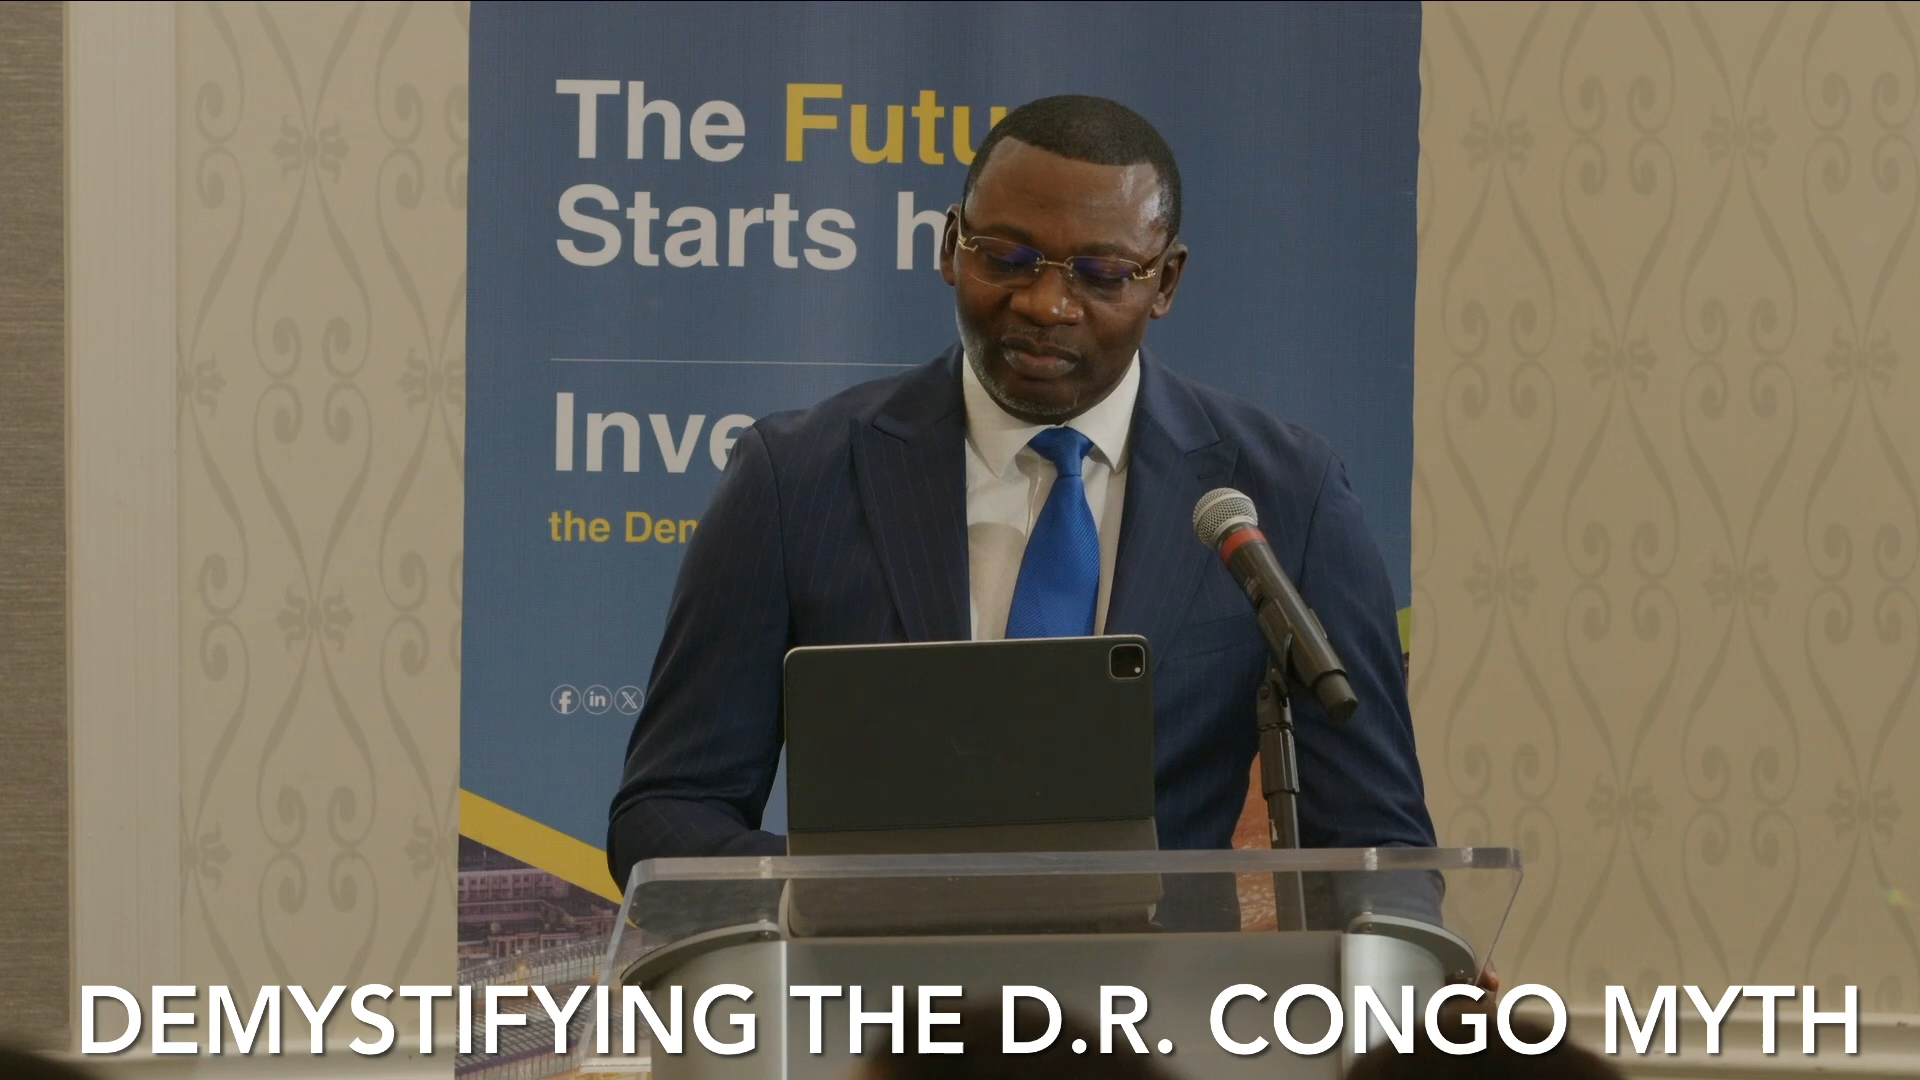 The Futu
Starts h
Inve
the Den
DEMYSTIFYING THE D.R. CONGO MYTH